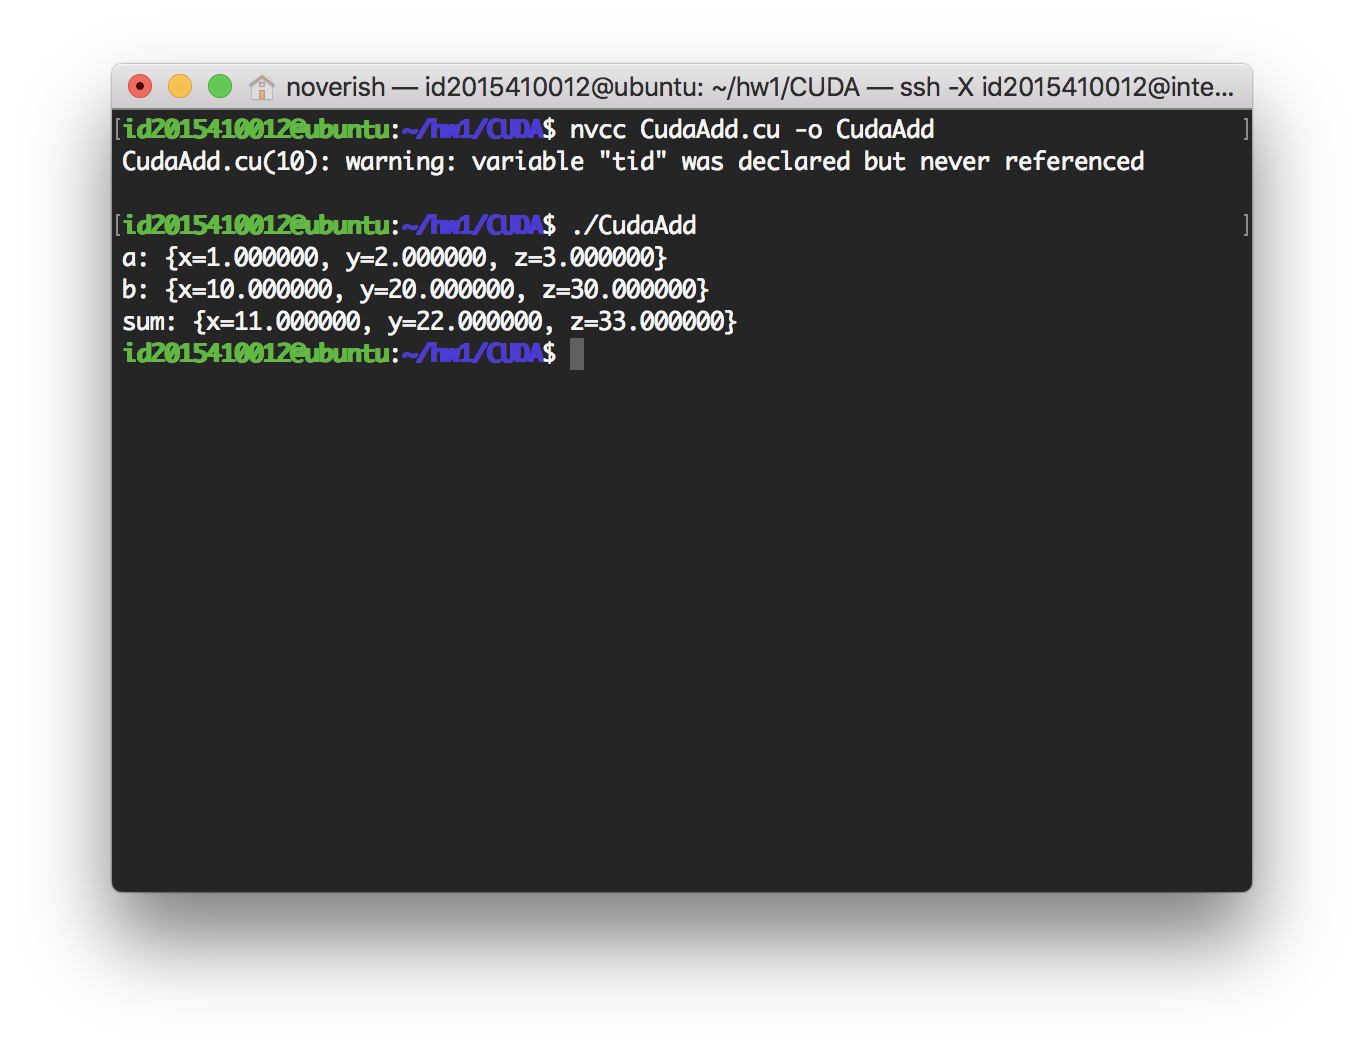 noverish — id2015410012@ubuntu: ~/hw1/CUDA — ssh -X id2015410012@inte...
[id2015410012@ubuntu:~/hw1/CUDA$ nvcc CudaAdd.cu -o CudaAdd ]
CudaAdd.cu(10): warning: variable "tid" was declared but never referenced
[id2015410012@ubuntu:~/hw1/CUDA$ ./CudaAdd ]
a: {x=1.000000, y=2.000000, z=3.000000}
b: {x=10.000000, y=20.000000, z=30.000000}
sum: {x=11.000000, y=22.000000, z=33.000000}
id2015410012@ubuntu:~/hw1/CUDA$